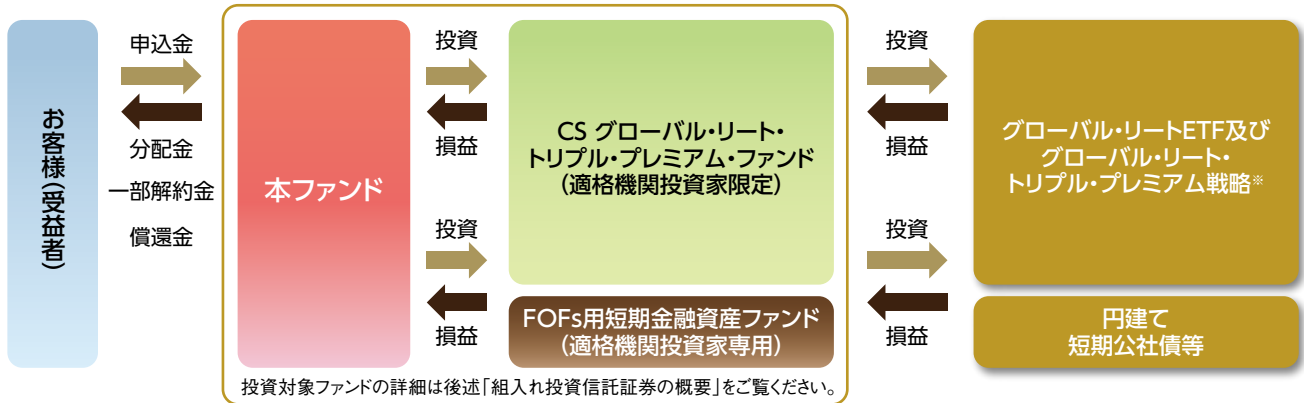 お客様(受益者)
申込金
分配金
一部解約金
償還金
本ファンド
投資
損益
投資
損益
CS グローバル・リート・
トリプル・プレミアム・ファンド
(適格機関投資家限定)
FOFs用短期金融資産ファンド
(適格機関投資家専用)
投資
損益
投資
損益
グローバル・リートETF及び
グローバル・リート・
トリプル・プレミアム戦略※
円建て
短期公社債等
投資対象ファンドの詳細は後述「組入れ投資信託証券の概要」をご覧ください。